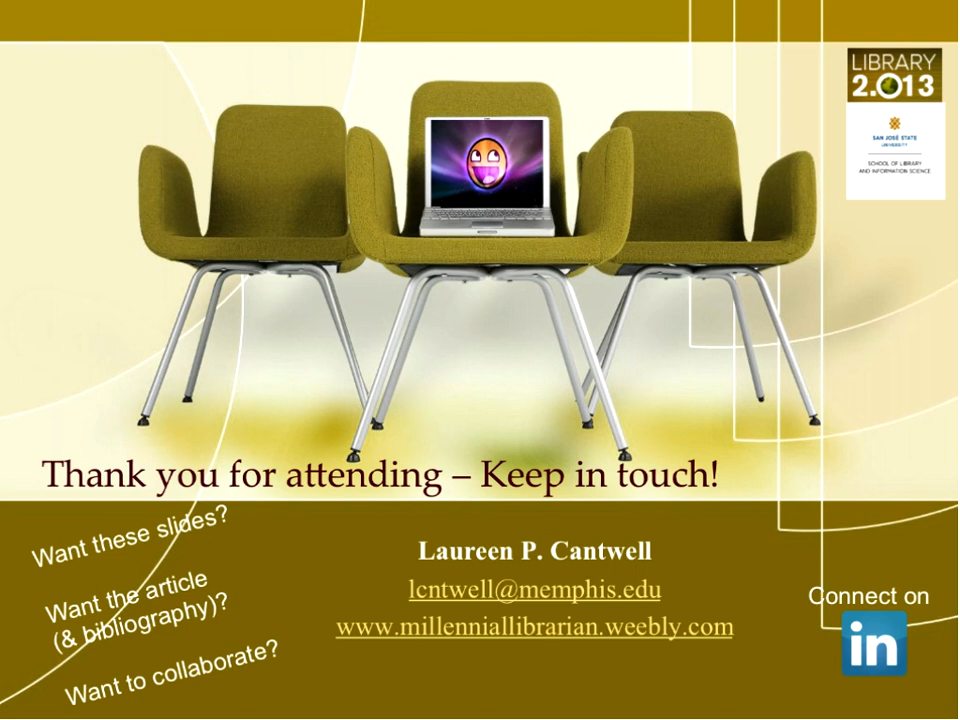 LIBRARY
2.013
SAN JOSÉ STATE
UNIVERSITY
SCHOOL OF LIBRARY
AND INFORMATION SCIENCE
Thank you for attending – Keep in touch!
Want these slides?
Want the article
(& bibliography)?
Want to collaborate?
Laureen P. Cantwell
lcntwell@memphis.edu
www.millenniallibrarian.weebly.com
Connect on
in